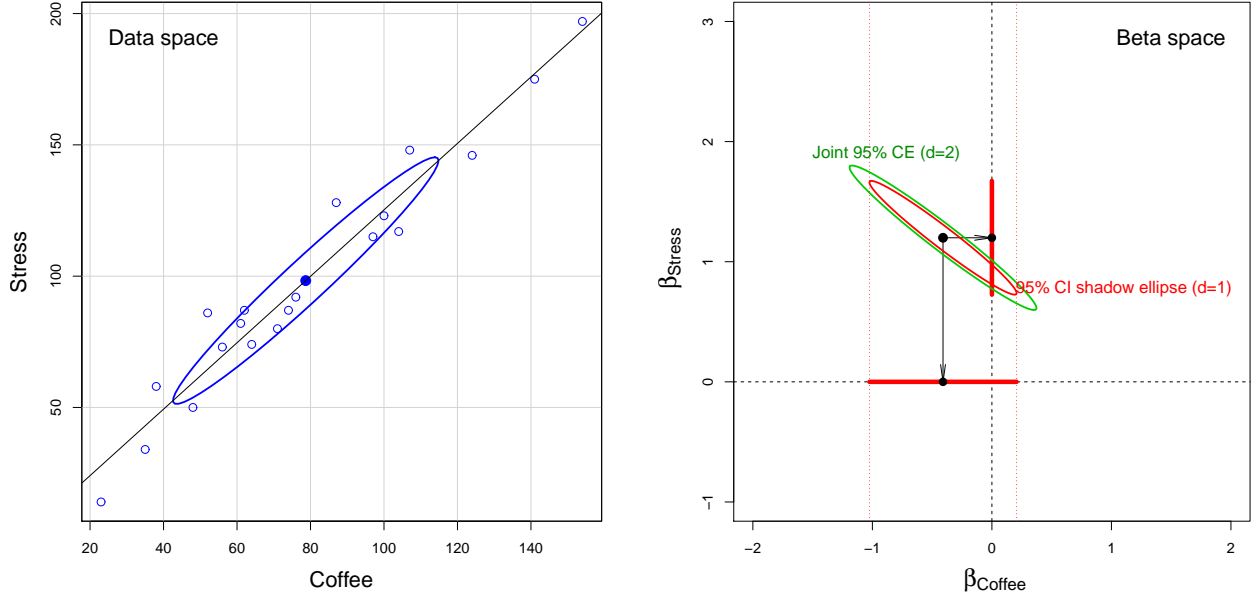 Data space
Stress
200
150
100
50
20 40 60 80 100 120 140
Coffee
Beta space
Joint 95% CE (d=2)
95% CI shadow ellipse (d=1)
βStress
3
2
1
0
−1
−2 −1 0 1 2
βCoffee